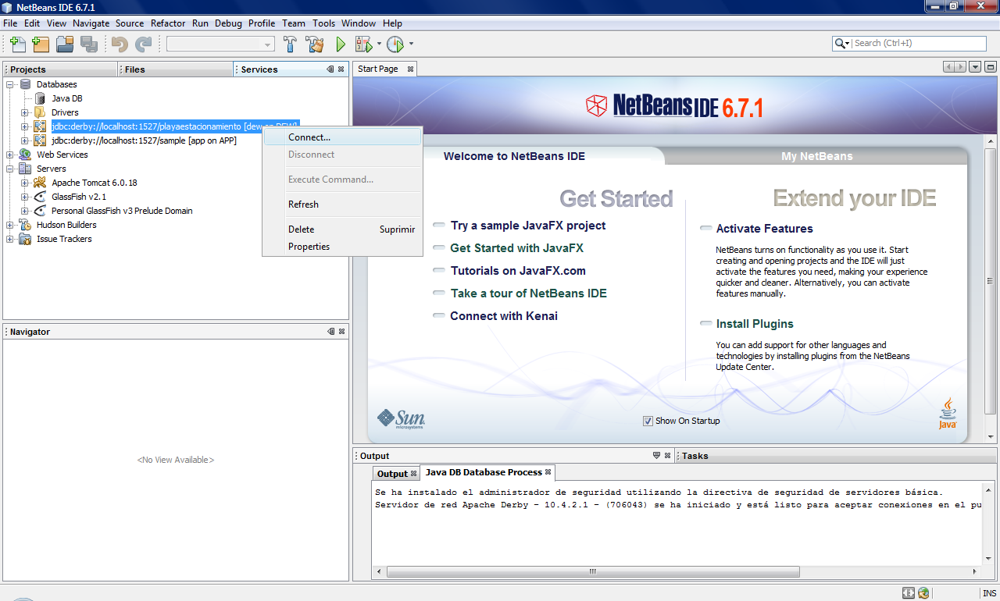 NetBeans IDE 6.7.1
File Edit View Navigate Source Refactor Run Debug Profile Team Tools Window Help
Search (Ctrl+I)
Projects
Files
Services
Databases
Java DB
Drivers
jdbc:derby://localhost:1527/playaestacionamiento [dew on DEW]
jdbc:derby://localhost:1527/sample [app on APP]
Web Services
Servers
Apache Tomcat 6.0.18
GlassFish v2.1
Personal GlassFish v3 Prelude Domain
Hudson Builders
Issue Trackers
Connect...
Disconnect
Execute Command...
Refresh
Delete Suprimir
Properties
Navigator
<No View Available>
Start Page
NetBeans IDE 6.7.1
Welcome to NetBeans IDE
My NetBeans
Get Started
Try a sample JavaFX project
Get Started with JavaFX
Tutorials on JavaFX.com
Take a tour of NetBeans IDE
Connect with Kenai
Extend your IDE
Activate Features
NetBeans turns on functionality as you use it. Start
creating and opening projects and the IDE will just
activate the features you need, making your experience
quicker and cleaner. Alternatively, you can activate
features manually.
Install Plugins
You can add support for other languages and
technologies by installing plugins from the NetBeans
Update Center.
Sun
microsystems
Show On Startup
Java
Output
Tasks
Output
Java DB Database Process
Se ha instalado el administrador de seguridad utilizando la directiva de seguridad de servidores básica.
Servidor de red Apache Derby - 10.4.2.1 - (706043) se ha iniciado y está listo para aceptar conexiones en el pu
INS